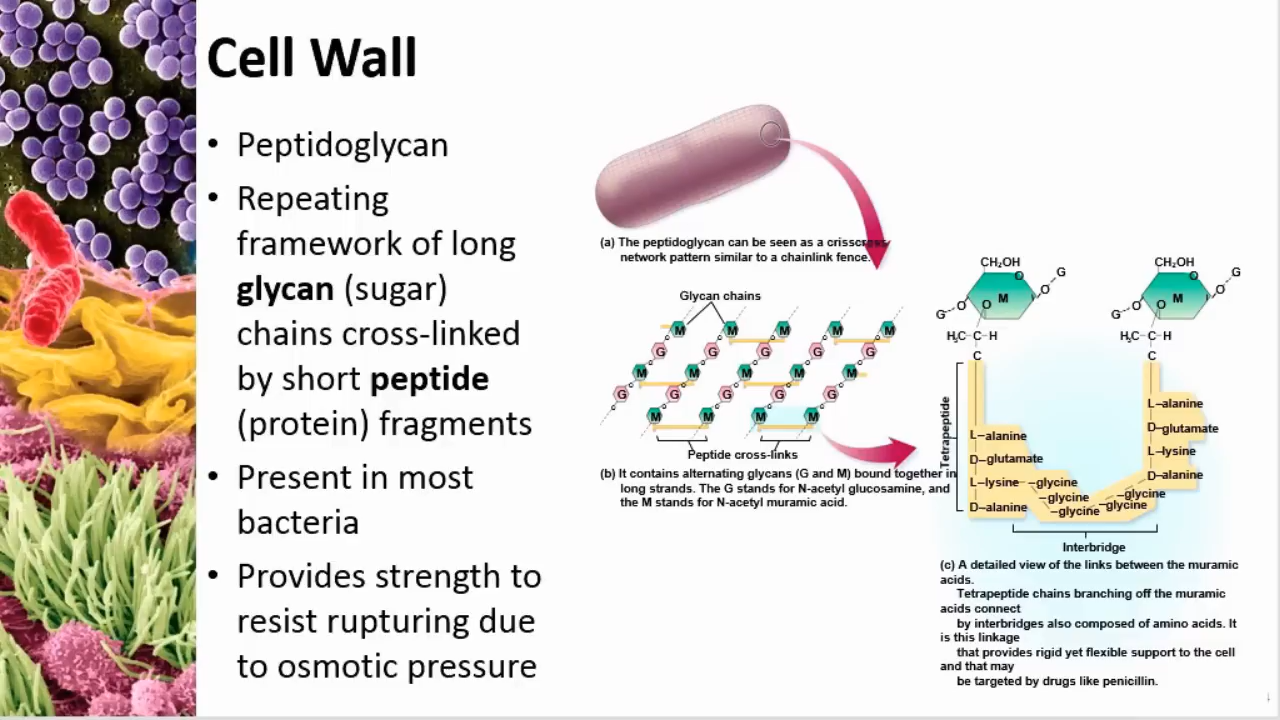 Cell Wall
• Peptidoglycan
• Repeating
framework of long
glycan (sugar)
chains cross-linked
by short peptide
(protein) fragments
• Present in most
bacteria
• Provides strength to
resist rupturing due
to osmotic pressure
(a) The peptidoglycan can be seen as a crisscross
network pattern similar to a chainlink fence.
Glycan chains
M M M M M
G G G G G
M M M M M
G G G G G
M M M M
Peptide cross-links
(b) It contains alternating glycans (G and M) bound together in
long strands. The G stands for N-acetyl glucosamine, and
the M stands for N-acetyl muramic acid.
CH₂OH
O
G
M
O
O
O
G
H₃C–C–H
C
CH₂OH
O
G
M
O
O
O
G
H₃C–C–H
C
Tetrapeptide
L–alanine
D–glutamate
L–lysine
D–alanine
–glycine
–glycine
–glycine
–glycine
–glycine
L–alanine
D–glutamate
L–lysine
D–alanine
Interbridge
(c) A detailed view of the links between the muramic
acids.
Tetrapeptide chains branching off the muramic
acids connect
by interbridges also composed of amino acids. It
is this linkage
that provides rigid yet flexible support to the cell
and that may
be targeted by drugs like penicillin.